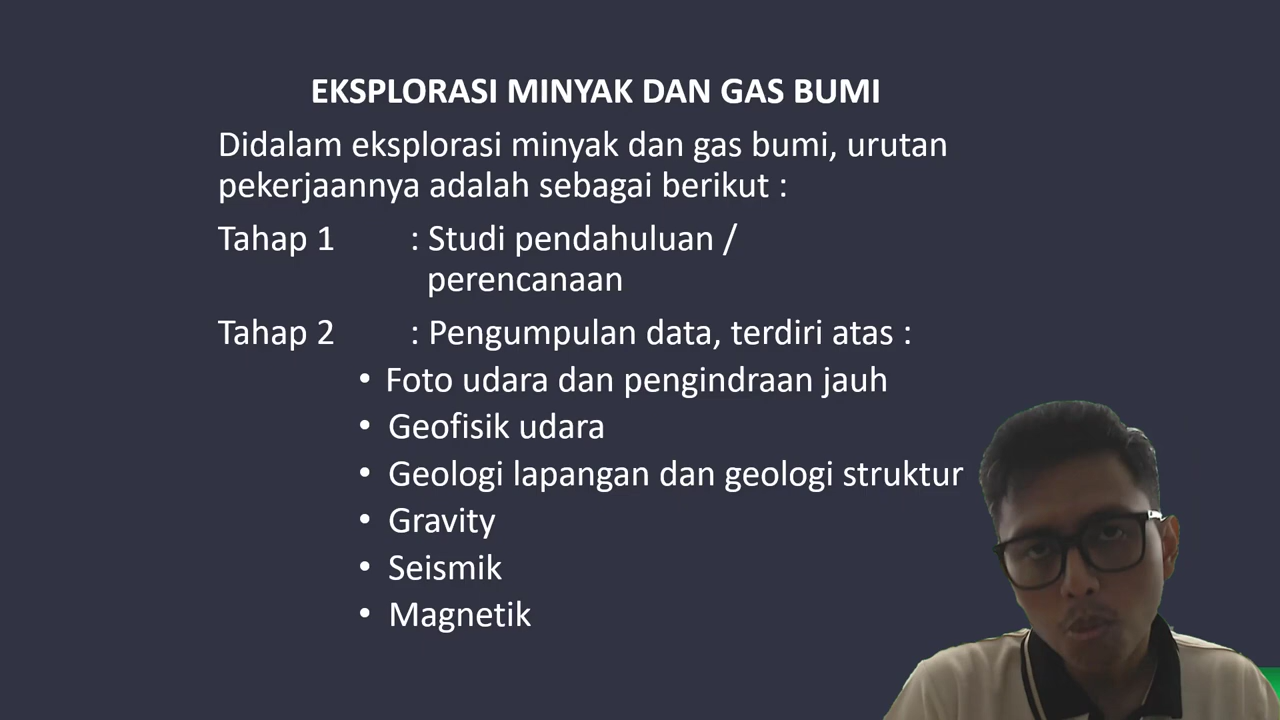 EKSPLORASI MINYAK DAN GAS BUMI
Didalam eksplorasi minyak dan gas bumi, urutan
pekerjaannya adalah sebagai berikut :
Tahap 1 : Studi pendahuluan /
perencanaan
Tahap 2 : Pengumpulan data, terdiri atas :
• Foto udara dan pengindraan jauh
• Geofisik udara
• Geologi lapangan dan geologi struktur
• Gravity
• Seismik
• Magnetik